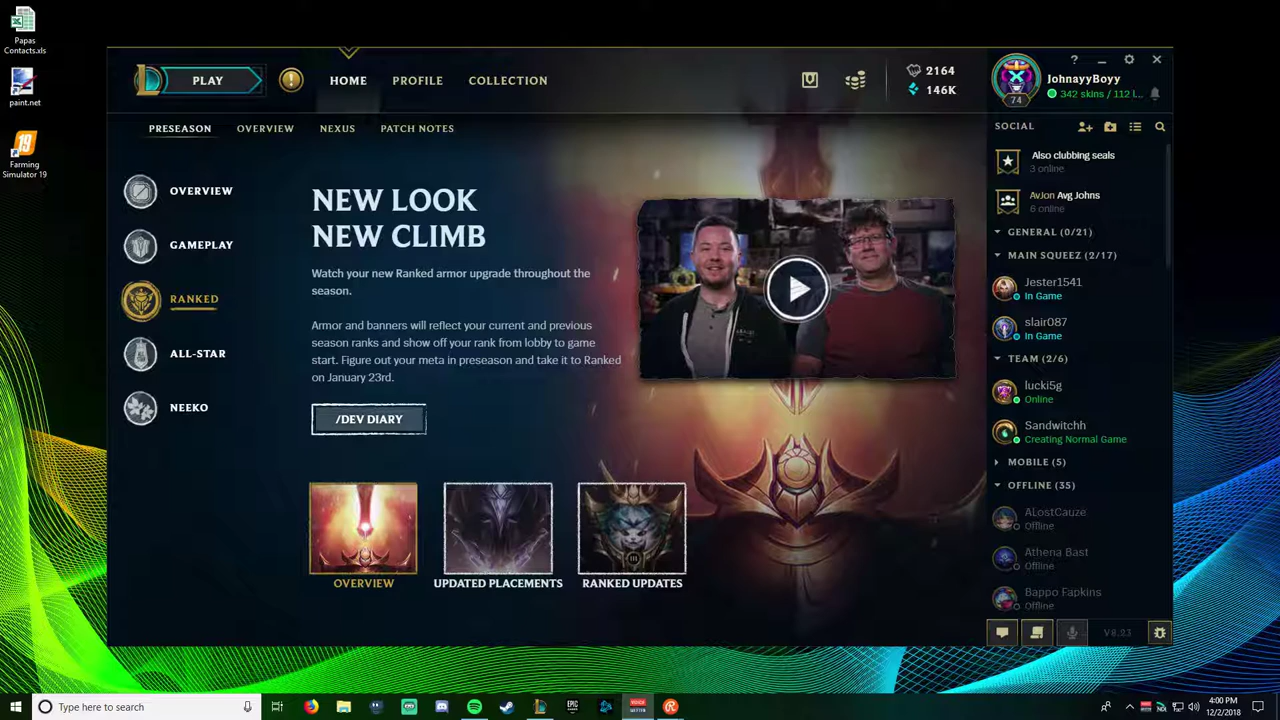 Papas
Contacts.xls
paint.net
19
Farming
Simulator 19
PLAY
HOME
PROFILE
COLLECTION
2164
146K
74
JohnayyBoyy
342 skins / 112 l...
PRESEASON
OVERVIEW
NEXUS
PATCH NOTES
OVERVIEW
GAMEPLAY
RANKED
ALL-STAR
NEEKO
NEW LOOK
NEW CLIMB
Watch your new Ranked armor upgrade throughout the
season.
Armor and banners will reflect your current and previous
season ranks and show off your rank from lobby to game
start. Figure out your meta in preseason and take it to Ranked
on January 23rd.
/DEV DIARY
OVERVIEW
UPDATED PLACEMENTS
RANKED UPDATES
SOCIAL
Also clubbing seals
3 online
AvJon Avg Johns
6 online
GENERAL (0/21)
MAIN SQUEZ (2/17)
Jester1541
In Game
slair087
In Game
TEAM (2/6)
lucki5g
Online
Sandwitchh
Creating Normal Game
MOBILE (5)
OFFLINE (35)
ALostCauze
Offline
Athena Bast
Offline
Bappo Fapkins
Offline
V8.23
Type here to search
EPIC
4:00 PM
12/2/2018